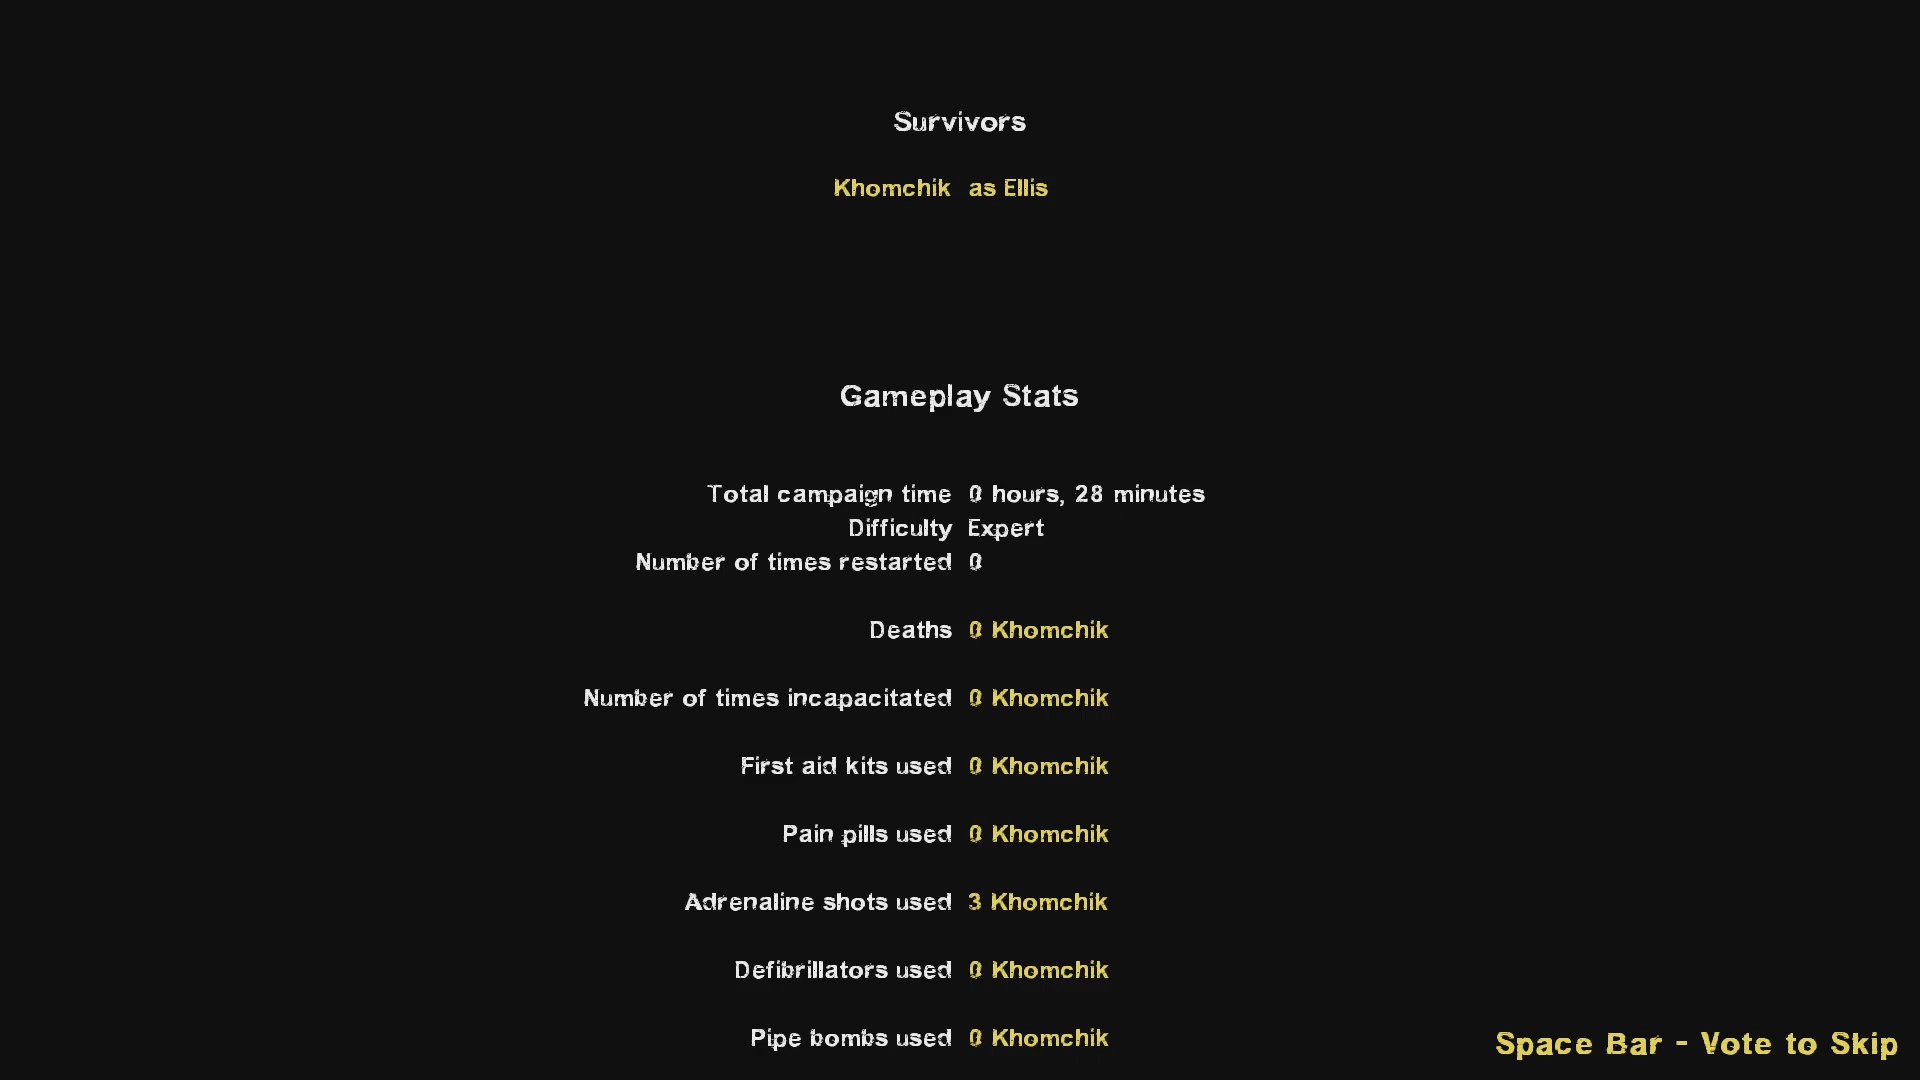 Survivors
Khomchik as Ellis
Gameplay Stats
Total campaign time 0 hours, 28 minutes
Difficulty Expert
Number of times restarted 0
Deaths 0 Khomchik
Number of times incapacitated 0 Khomchik
First aid kits used 0 Khomchik
Pain pills used 0 Khomchik
Adrenaline shots used 3 Khomchik
Defibrillators used 0 Khomchik
Pipe bombs used 0 Khomchik
Space Bar - Vote to Skip